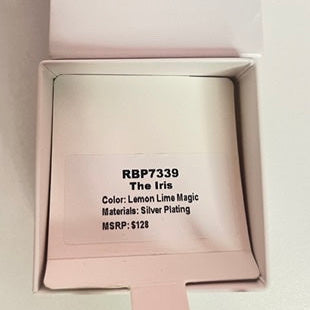 RBP7339
The Iris
Color: Lemon Lime Magic
Materials: Silver Plating
MSRP: $128